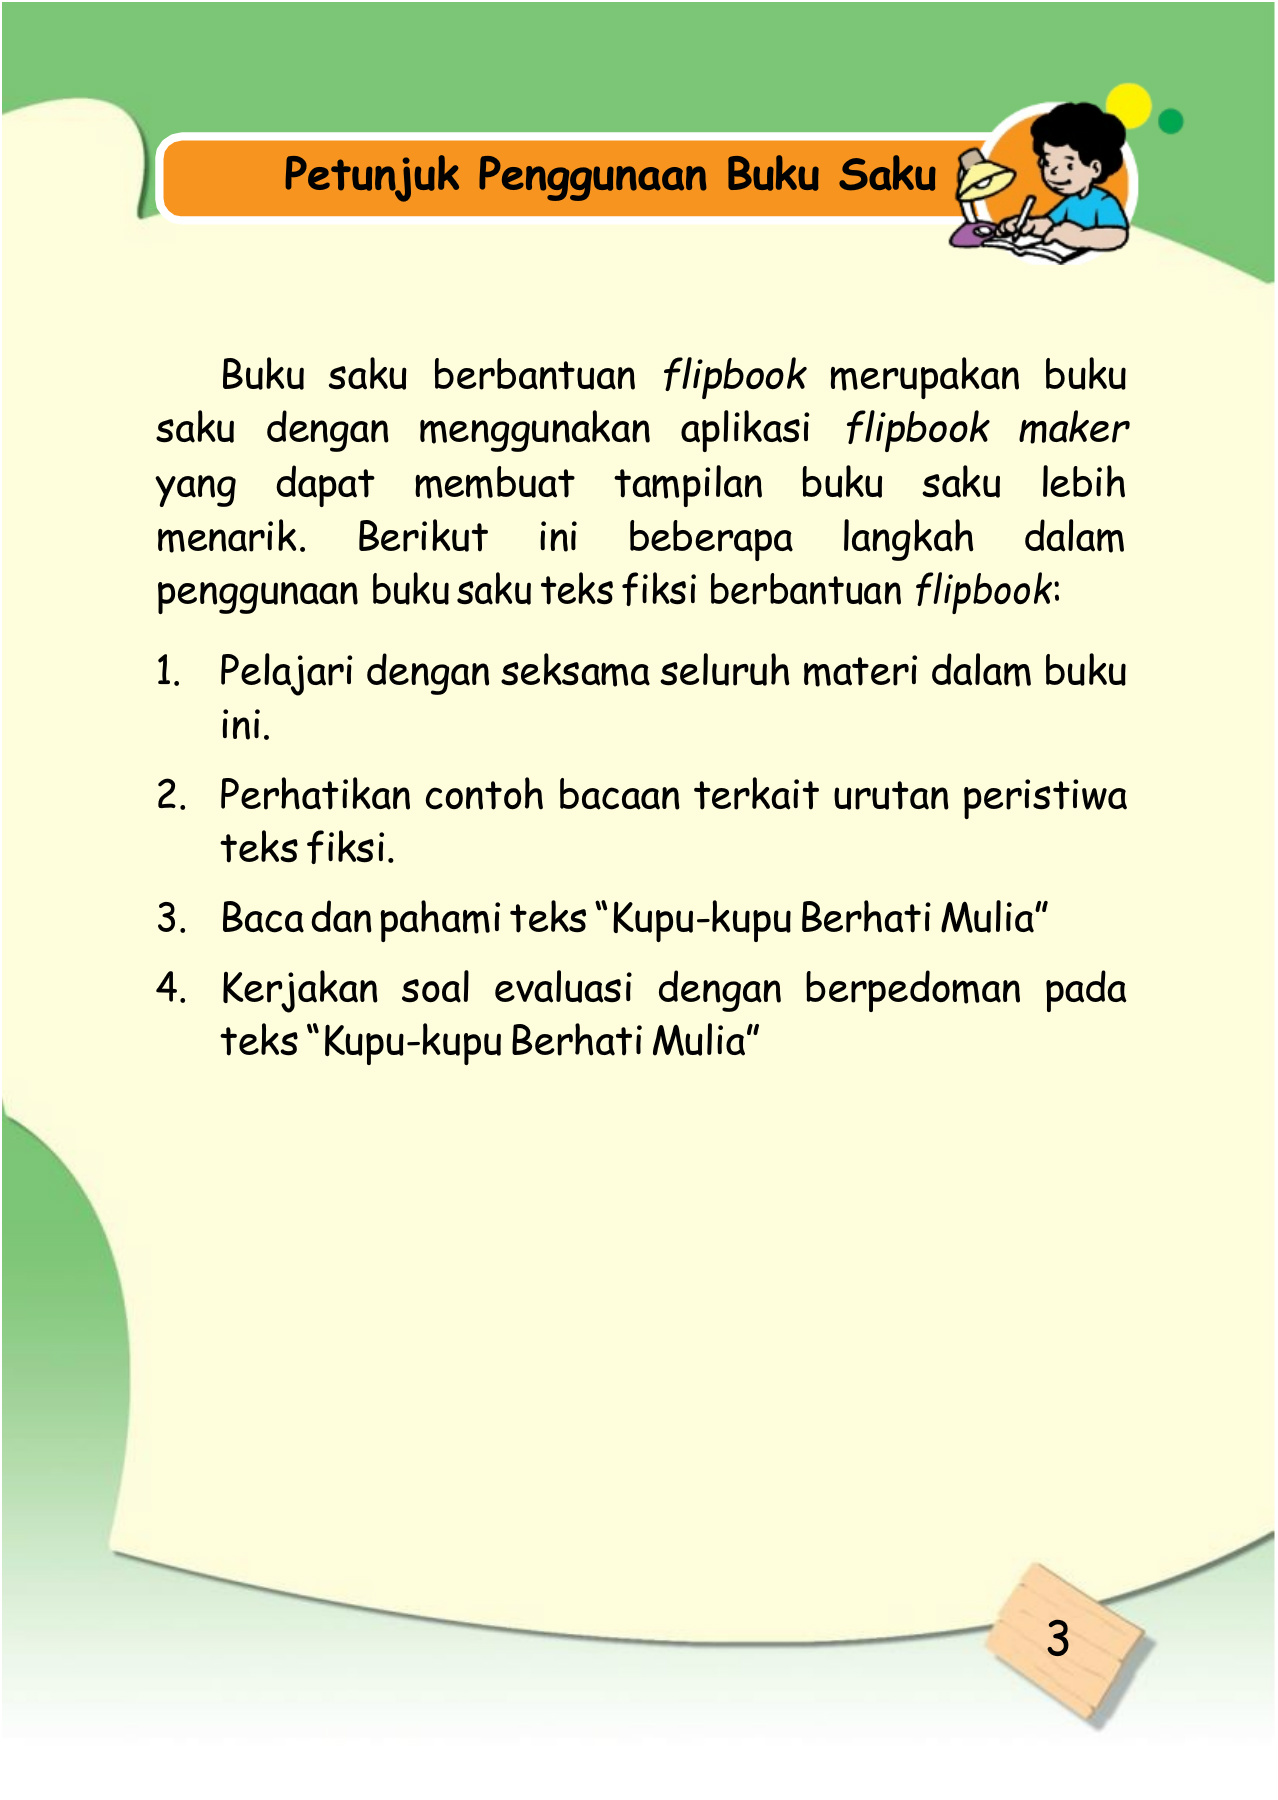 Petunjuk Penggunaan Buku Saku
Buku saku berbantuan flipbook merupakan buku
saku dengan menggunakan aplikasi flipbook maker
yang dapat membuat tampilan buku saku lebih
menarik. Berikut ini beberapa langkah dalam
penggunaan buku saku teks fiksi berbantuan flipbook:
1. Pelajari dengan seksama seluruh materi dalam buku
ini.
2. Perhatikan contoh bacaan terkait urutan peristiwa
teks fiksi.
3. Baca dan pahami teks “Kupu-kupu Berhati Mulia”
4. Kerjakan soal evaluasi dengan berpedoman pada
teks “Kupu-kupu Berhati Mulia”
3